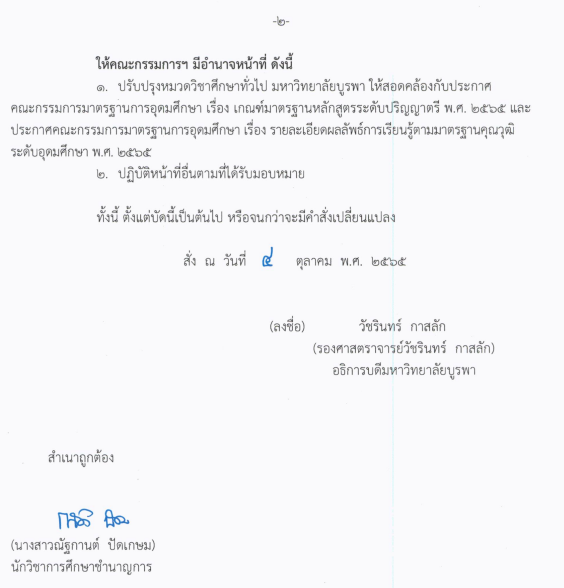 -๒-
ให้คณะกรรมการฯ มีอำนาจหน้าที่ ดังนี้
๑. ปรับปรุงหมวดวิชาศึกษาทั่วไป มหาวิทยาลัยบูรพา ให้สอดคล้องกับประกาศ
คณะกรรมการมาตรฐานการอุดมศึกษา เรื่อง เกณฑ์มาตรฐานหลักสูตรระดับปริญญาตรี พ.ศ. ๒๕๖๕ และ
ประกาศคณะกรรมการมาตรฐานการอุดมศึกษา เรื่อง รายละเอียดผลลัพธ์การเรียนรู้ตามมาตรฐานคุณวุฒิ
ระดับอุดมศึกษา พ.ศ. ๒๕๖๕
๒. ปฏิบัติหน้าที่อื่นตามที่ได้รับมอบหมาย
ทั้งนี้ ตั้งแต่บัดนี้เป็นต้นไป หรือจนกว่าจะมีคำสั่งเปลี่ยนแปลง
สั่ง ณ วันที่ ๔ ตุลาคม พ.ศ. ๒๕๖๕
(ลงชื่อ) วัชรินทร์ กาสลัก
(รองศาสตราจารย์วัชรินทร์ กาสลัก)
อธิการบดีมหาวิทยาลัยบูรพา
สำเนาถูกต้อง
(นางสาวณัฐกานต์ ปัดเกษม)
นักวิชาการศึกษาชำนาญการ